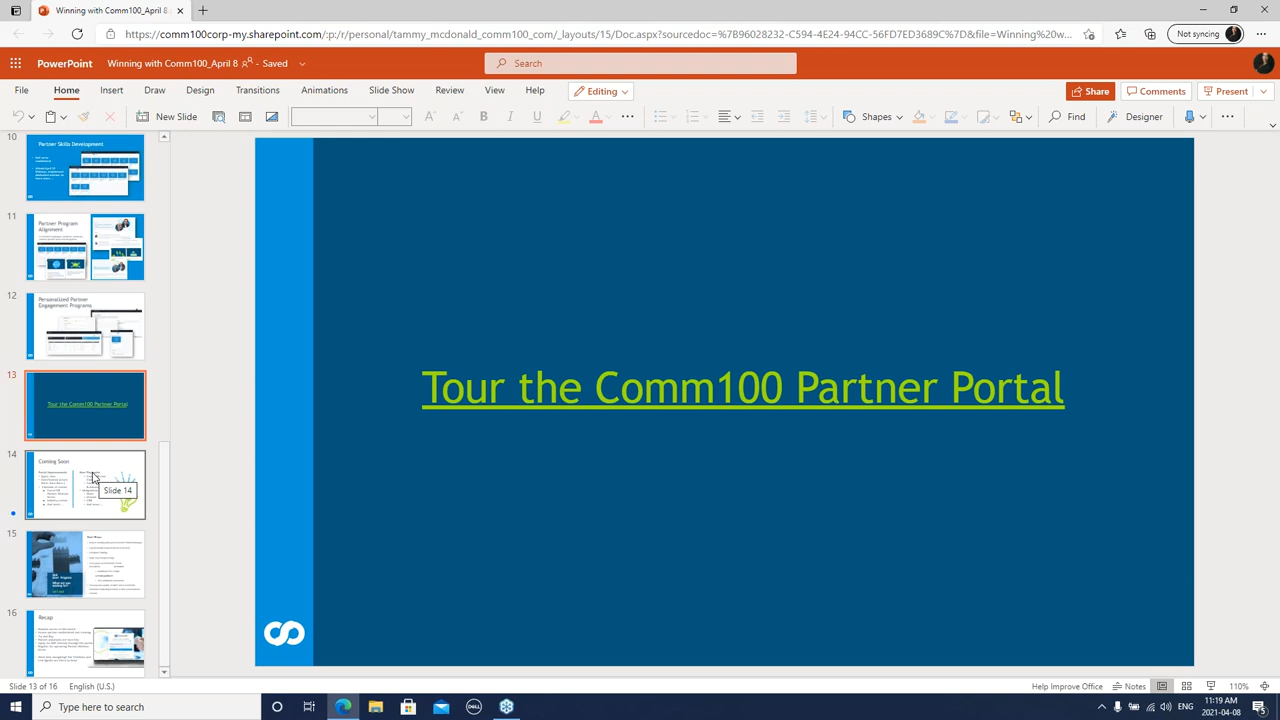 Winning with Comm100_April 8
https://comm100corp-my.sharepoint.com/:p:/r/personal/tammy_mcdonald_comm100_com/_layouts/15/Doc.aspx?sourcedoc=%7B96028232-C594-4E24-94CC-56FD7ED3689C%7D&file=Winning%20w...
Not syncing
PowerPoint
Winning with Comm100_April 8 - Saved
Search
File
Home
Insert
Draw
Design
Transitions
Animations
Slide Show
Review
View
Help
Editing
Share
Comments
Present
New Slide
B
I
U
A
Shapes
Find
Designer
10
Partner Skills Development
11
Partner Program
Alignment
12
Personalized Partner
Engagement Programs
13
Tour the Comm100 Partner Portal
14
Coming Soon
Slide 14
15
16
Recap
Tour the Comm100 Partner Portal
Slide 13 of 16
English (U.S.)
Help Improve Office
Notes
110%
Type here to search
DELL
ENG
11:19 AM
2021-04-08
5